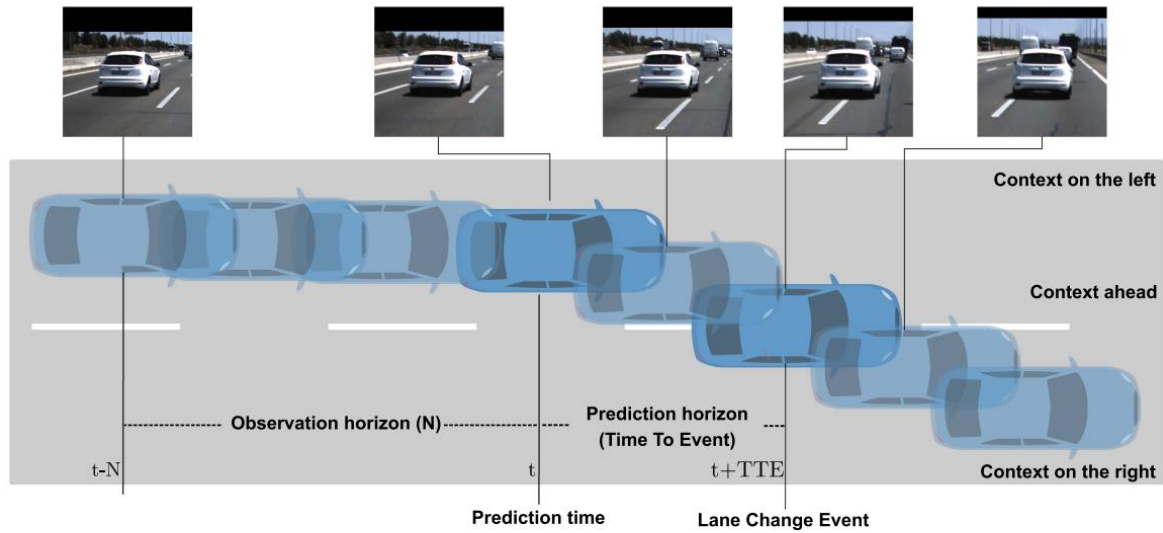 Context on the left
Context ahead
Observation horizon (N)
Prediction horizon
(Time To Event)
t-N
t
t+TTE
Context on the right
Prediction time
Lane Change Event